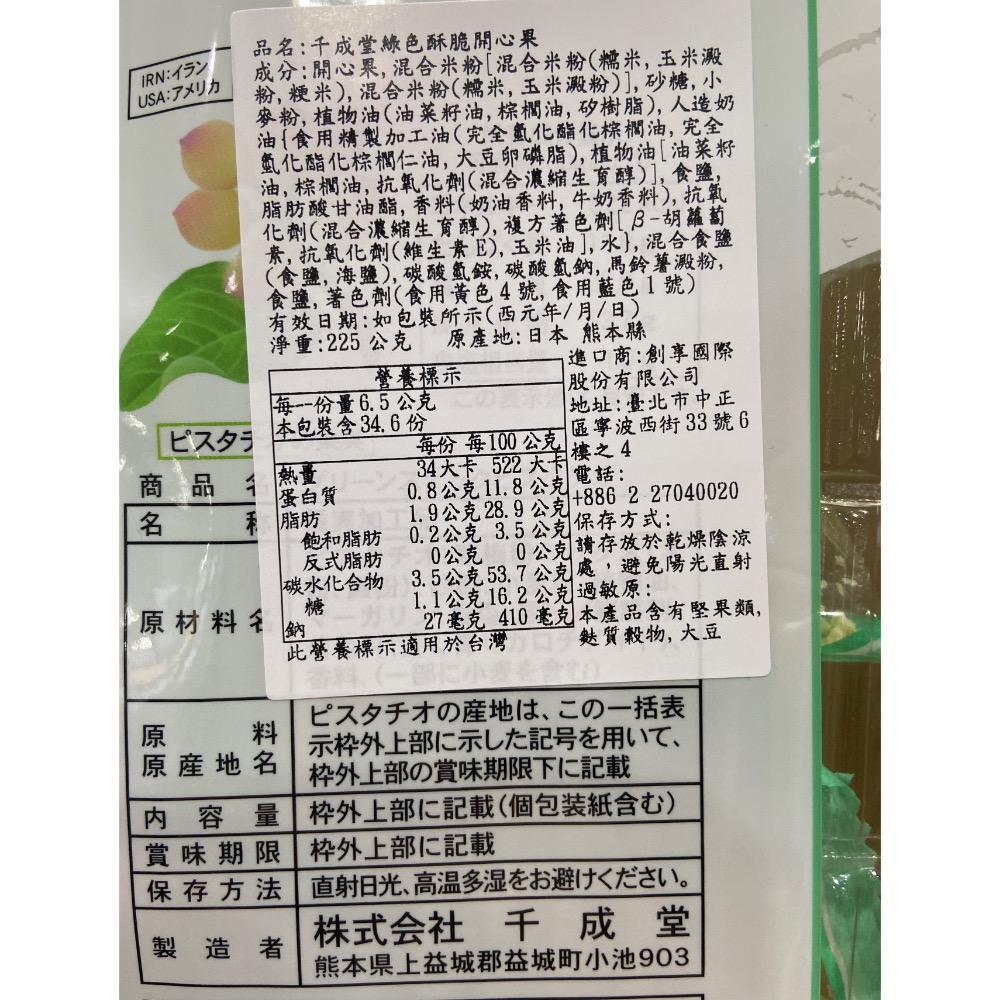 IRN:イラン
USA:アメリカ
品名:千成堂綠色酥脆開心果
成分:開心果,混合米粉[混合米粉(糯米,玉米澱
粉,粳米),混合米粉(糯米,玉米澱粉)],砂糖,小
麥粉,植物油(油菜籽油,棕櫚油,矽樹脂),人造奶
油{食用精製加工油(完全氫化酯化棕櫚油,完全
氫化酯化棕櫚仁油,大豆卵磷脂),植物油[油菜籽
油,棕櫚油,抗氧化劑(混合濃縮生育醇)],食鹽,
脂肪酸甘油酯,香料(奶油香料,牛奶香料),抗氧
化劑(混合濃縮生育醇),複方著色劑[β-胡蘿蔔
素,抗氧化劑(維生素E),玉米油],水},混合食鹽
(食鹽,海鹽),碳酸氫銨,碳酸氫鈉,馬鈴薯澱粉,
食鹽,著色劑(食用黃色4號,食用藍色1號)
有效日期:如包裝所示(西元年/月/日)
淨重:225公克 原產地:日本 熊本縣
營養標示
每一份量6.5公克
本包裝含34.6份
每份 每100公克
熱量 34大卡 522大卡
蛋白質 0.8公克 11.8公克
脂肪 1.9公克 28.9公克
飽和脂肪 0.2公克 3.5公克
反式脂肪 0公克 0公克
碳水化合物 3.5公克 53.7公克
糖 1.1公克 16.2公克
鈉 27毫克 410毫克
此營養標示適用於台灣
進口商:創享國際
股份有限公司
地址:臺北市中正
區寧波西街33號6
樓之4
電話:
+886 2 27040020
保存方式:
請存放於乾燥陰涼
處,避免陽光直射
過敏原:
本產品含有堅果類,
麩質穀物,大豆
ピスタチ
商品名
名
原材料名
香料、(一部に小麦を含む)
原料
原産地名
ピスタチオの産地は、この一括表
示枠外上部に示した記号を用いて、
枠外上部の賞味期限下に記載
内容量 枠外上部に記載(個包装紙含む)
賞味期限 枠外上部に記載
保存方法 直射日光、高温多湿をお避けください。
製造者 株式会社 千成堂
熊本県上益城郡益城町小池903